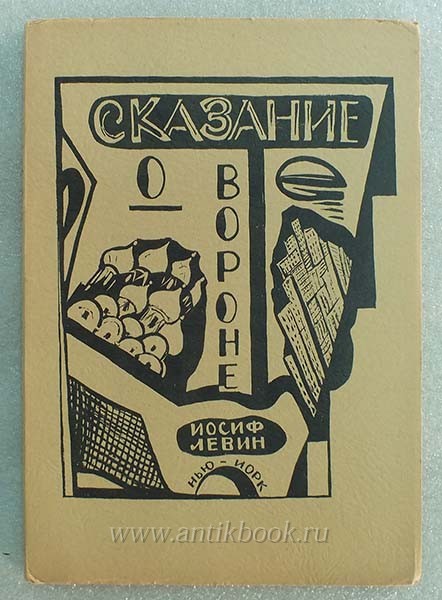 СКАЗАНИЕ
О
ВОРОНЕ
ИОСИФ
ЛЕВИН
НЬЮ-ИОРК
www.antikbook.ru